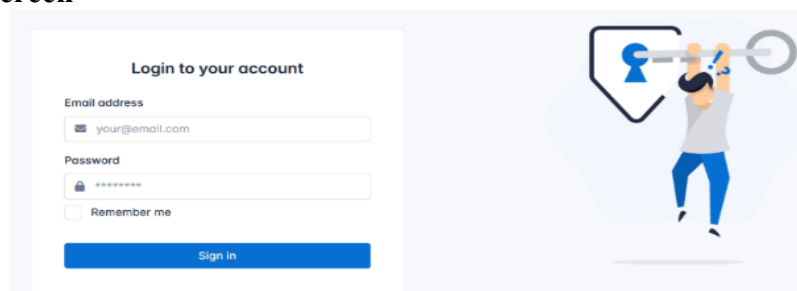 Login to your account
Email address
your@email.com
Password
********
Remember me
Sign in